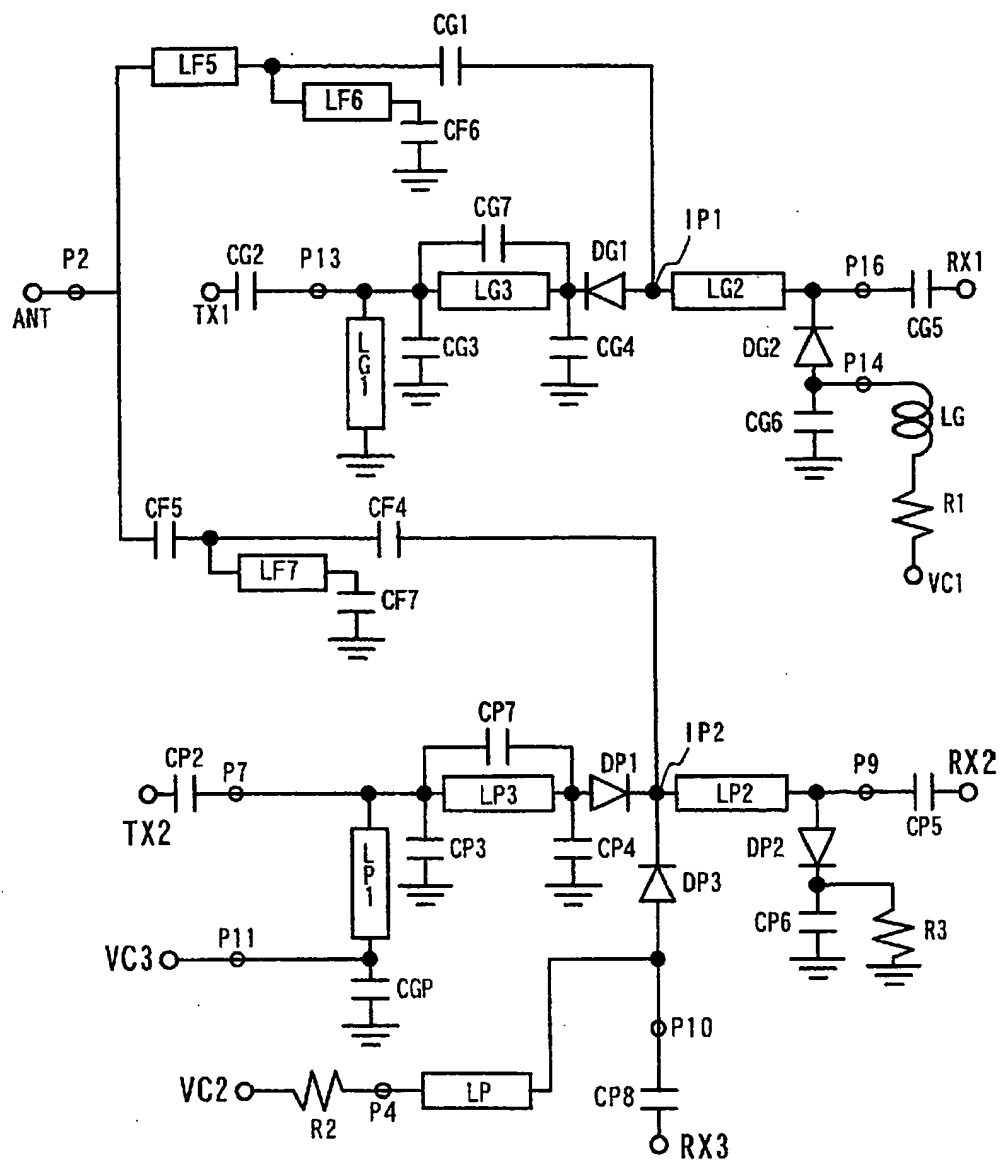 CG1
LF5
LF6
CF6
CG7
IP1
P2
CG2
P13
DG1
P16
RX1
LG3
LG2
ANT
TX1
CG5
LG1
CG3
CG4
DG2
P14
CG6
LG
R1
CF5
CF4
LF7
CF7
VC1
CP7
IP2
CP2
P7
DP1
P9
RX2
LP3
LP2
TX2
CP5
LP1
CP3
CP4
DP2
DP3
CP6
R3
P11
VC3
CGP
P10
VC2
LP
R2
P4
CP8
RX3